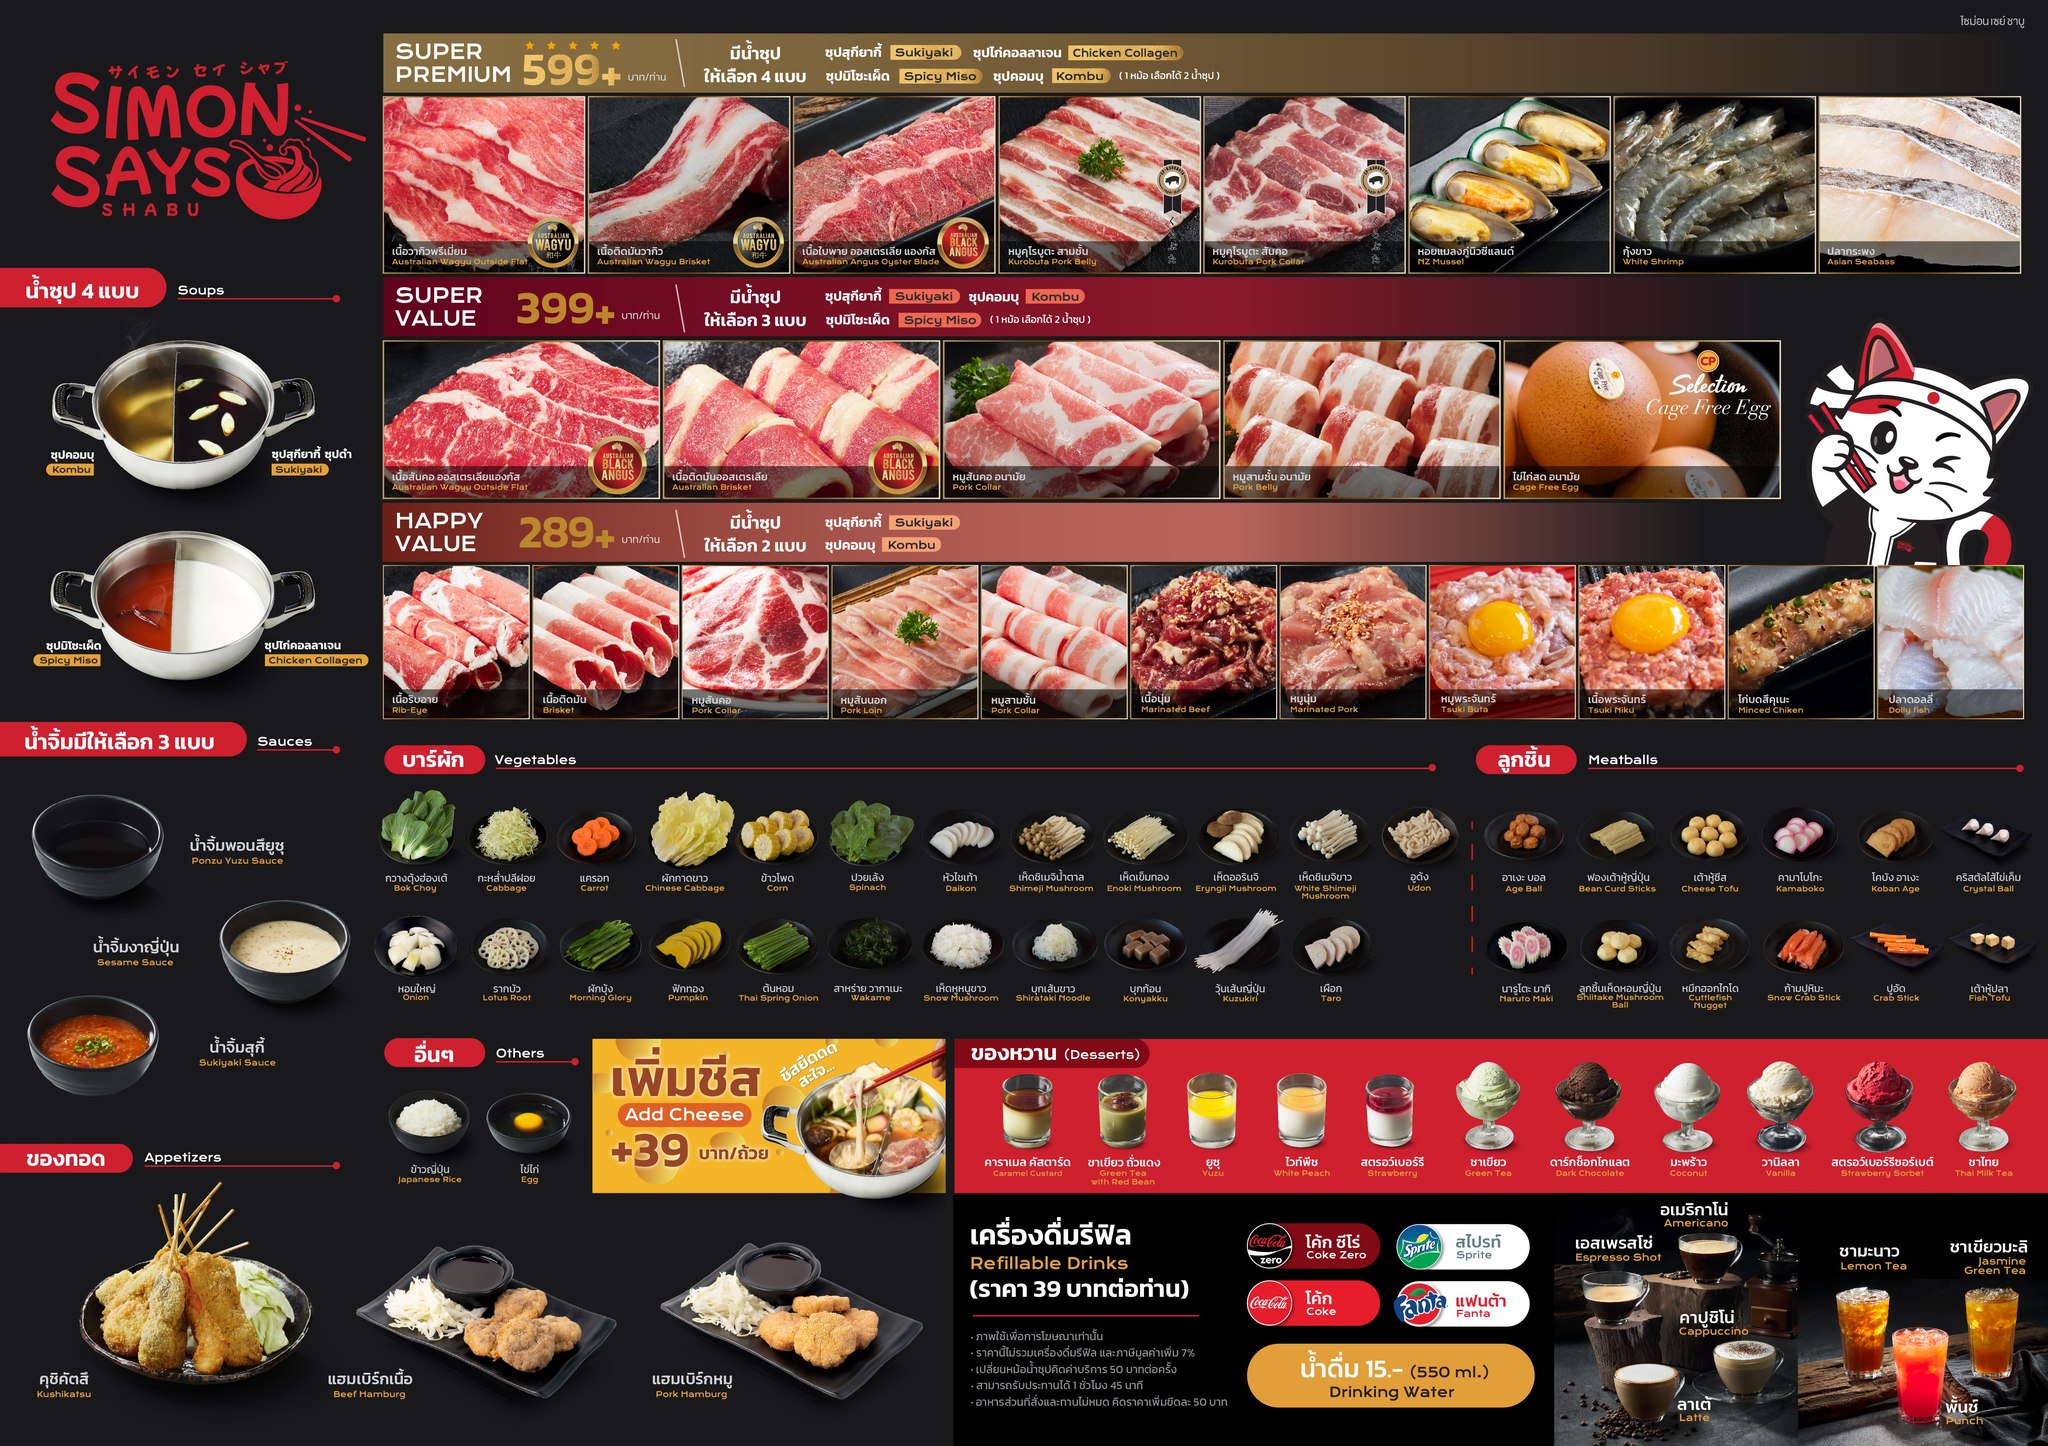 ไซม่อน เซย์ ชาบู
サイモン セイ シャブ
SIMON
SAYS
SHABU
SUPER
PREMIUM
599+ บาท/ท่าน
มีน้ำซุป
ให้เลือก 4 แบบ
ซุปสุกียากี้ Sukiyaki ซุปไก่คอลลาเจน Chicken Collagen
ซุปมิโซะเผ็ด Spicy Miso ซุปคอมบุ Kombu ( 1 หม้อ เลือกได้ 2 น้ำซุป )
AUSTRALIAN
WAGYU
和牛
เนื้อวากิวพรีเมี่ยม
Australian Wagyu Outside Flat
AUSTRALIAN
WAGYU
和牛
เนื้อติดมันวากิว
Australian Wagyu Brisket
AUSTRALIAN
BLACK
ANGUS
เนื้อใบพาย ออสเตรเลีย แองกัส
Australian Angus Oyster Blade
หมูคุโรบูตะ สามชั้น
Kurobuta Pork Belly
หมูคุโรบูตะ สันคอ
Kurobuta Pork Collar
หอยแมลงภู่นิวซีแลนด์
NZ Mussel
กุ้งขาว
White Shrimp
ปลากระพง
Asian Seabass
SUPER
VALUE
399+ บาท/ท่าน
มีน้ำซุป
ให้เลือก 3 แบบ
ซุปสุกียากี้ Sukiyaki ซุปคอมบุ Kombu
ซุปมิโซะเผ็ด Spicy Miso ( 1 หม้อ เลือกได้ 2 น้ำซุป )
AUSTRALIAN
BLACK
ANGUS
เนื้อสันคอ ออสเตรเลียแองกัส
Australian Wagyu Outside Flat
AUSTRALIAN
BLACK
ANGUS
เนื้อติดมันออสเตรเลีย
Australian Brisket
หมูสันคอ อนามัย
Pork Collar
หมูสามชั้น อนามัย
Pork Belly
CP
Selection
Cage Free Egg
ไข่ไก่สด อนามัย
Cage Free Egg
HAPPY
VALUE
289+ บาท/ท่าน
มีน้ำซุป
ให้เลือก 2 แบบ
ซุปสุกียากี้ Sukiyaki
ซุปคอมบุ Kombu
เนื้อริบอาย
Rib-Eye
เนื้อติดมัน
Brisket
หมูสันคอ
Pork Collar
หมูสันนอก
Pork Loin
หมูสามชั้น
Pork Collar
เนื้อนุ่ม
Marinated Beef
หมูนุ่ม
Marinated Pork
หมูพระจันทร์
Tsuki Buta
เนื้อพระจันทร์
Tsuki Niku
ไก่บดสึคุเนะ
Minced Chiken
ปลาดอลลี่
Dolly fish
น้ำซุป 4 แบบ Soups
ซุปคอมบุ
Kombu
ซุปสุกียากี้ ซุปดำ
Sukiyaki
ซุปมิโซะเผ็ด
Spicy Miso
ซุปไก่คอลลาเจน
Chicken Collagen
น้ำจิ้มมีให้เลือก 3 แบบ Sauces
น้ำจิ้มพอนสึยูซุ
Ponzu Yuzu Sauce
น้ำจิ้มงาญี่ปุ่น
Sesame Sauce
น้ำจิ้มสุกี้
Sukiyaki Sauce
บาร์ผัก Vegetables
กวางตุ้งฮ่องเต้
Bok Choy
กะหล่ำปลีฝอย
Cabbage
แครอท
Carrot
ผักกาดขาว
Chinese Cabbage
ข้าวโพด
Corn
ปวยเล้ง
Spinach
หัวไชเท้า
Daikon
เห็ดชิเมจิน้ำตาล
Shimeji Mushroom
เห็ดเข็มทอง
Enoki Mushroom
เห็ดออรินจิ
Eryngii Mushroom
เห็ดชิเมจิขาว
White Shimeji
Mushroom
อูด้ง
Udon
หอมใหญ่
Onion
รากบัว
Lotus Root
ผักบุ้ง
Morning Glory
ฟักทอง
Pumpkin
ต้นหอม
Thai Spring Onion
สาหร่าย วากาเมะ
Wakame
เห็ดหูหนูขาว
Snow Mushroom
บุกเส้นขาว
Shirataki Noodle
บุกก้อน
Konyakku
วุ้นเส้นญี่ปุ่น
Kuzukiri
เผือก
Taro
ลูกชิ้น Meatballs
อาเงะ บอล
Age Ball
ฟองเต้าหู้ญี่ปุ่น
Bean Curd Sticks
เต้าหู้ชีส
Cheese Tofu
คามาโบโกะ
Kamaboko
โคบัง อาเงะ
Koban Age
คริสตัลไส้ไข่เค็ม
Crystal Ball
นารูโตะ มากิ
Naruto Maki
ลูกชิ้นเห็ดหอมญี่ปุ่น
Shiitake Mushroom
Ball
หมึกฮอกไกโด
Cuttlefish
Nugget
ก้ามปูหิมะ
Snow Crab Stick
ปูอัด
Crab Stick
เต้าหู้ปลา
Fish Tofu
อื่นๆ Others
ข้าวญี่ปุ่น
Japanese Rice
ไข่ไก่
Egg
เพิ่มชีส
Add Cheese
+39 บาท/ถ้วย
ชีสยืดดด
สะใจ...
ของหวาน (Desserts)
คาราเมล คัสตาร์ด
Caramel Custard
ชาเขียว ถั่วแดง
Green Tea
with Red Bean
ยูซุ
Yuzu
ไวท์พีช
White Peach
สตรอว์เบอร์รี
Strawberry
ชาเขียว
Green Tea
ดาร์กช็อกโกแลต
Dark Chocolate
มะพร้าว
Coconut
วานิลลา
Vanilla
สตรอว์เบอร์รีซอร์เบต์
Strawberry Sorbet
ชาไทย
Thai Milk Tea
ของทอด Appetizers
คุชิคัตสึ
Kushikatsu
แฮมเบิร์กเนื้อ
Beef Hamburg
แฮมเบิร์กหมู
Pork Hamburg
เครื่องดื่มรีฟิล
Refillable Drinks
(ราคา 39 บาทต่อท่าน)
• ภาพใช้เพื่อการโฆษณาเท่านั้น
• ราคานี้ไม่รวมเครื่องดื่มรีฟิล และภาษีมูลค่าเพิ่ม 7%
• เปลี่ยนหม้อน้ำซุปคิดค่าบริการ 50 บาทต่อครั้ง
• สามารถรับประทานได้ 1 ชั่วโมง 45 นาที
• อาหารส่วนที่สั่งและทานไม่หมด คิดราคาเพิ่มขีดละ 50 บาท
Coca-Cola
zero
โค้ก ซีโร่
Coke Zero
Sprite
สไปรท์
Sprite
Coca-Cola
โค้ก
Coke
Fanta
แฟนต้า
Fanta
น้ำดื่ม 15.- (550 ml.)
Drinking Water
อเมริกาโน่
Americano
เอสเพรสโซ่
Espresso Shot
คาปูชิโน่
Cappuccino
ลาเต้
Latte
ชามะนาว
Lemon Tea
ชาเขียวมะลิ
Jasmine
Green Tea
พั้นช์
Punch